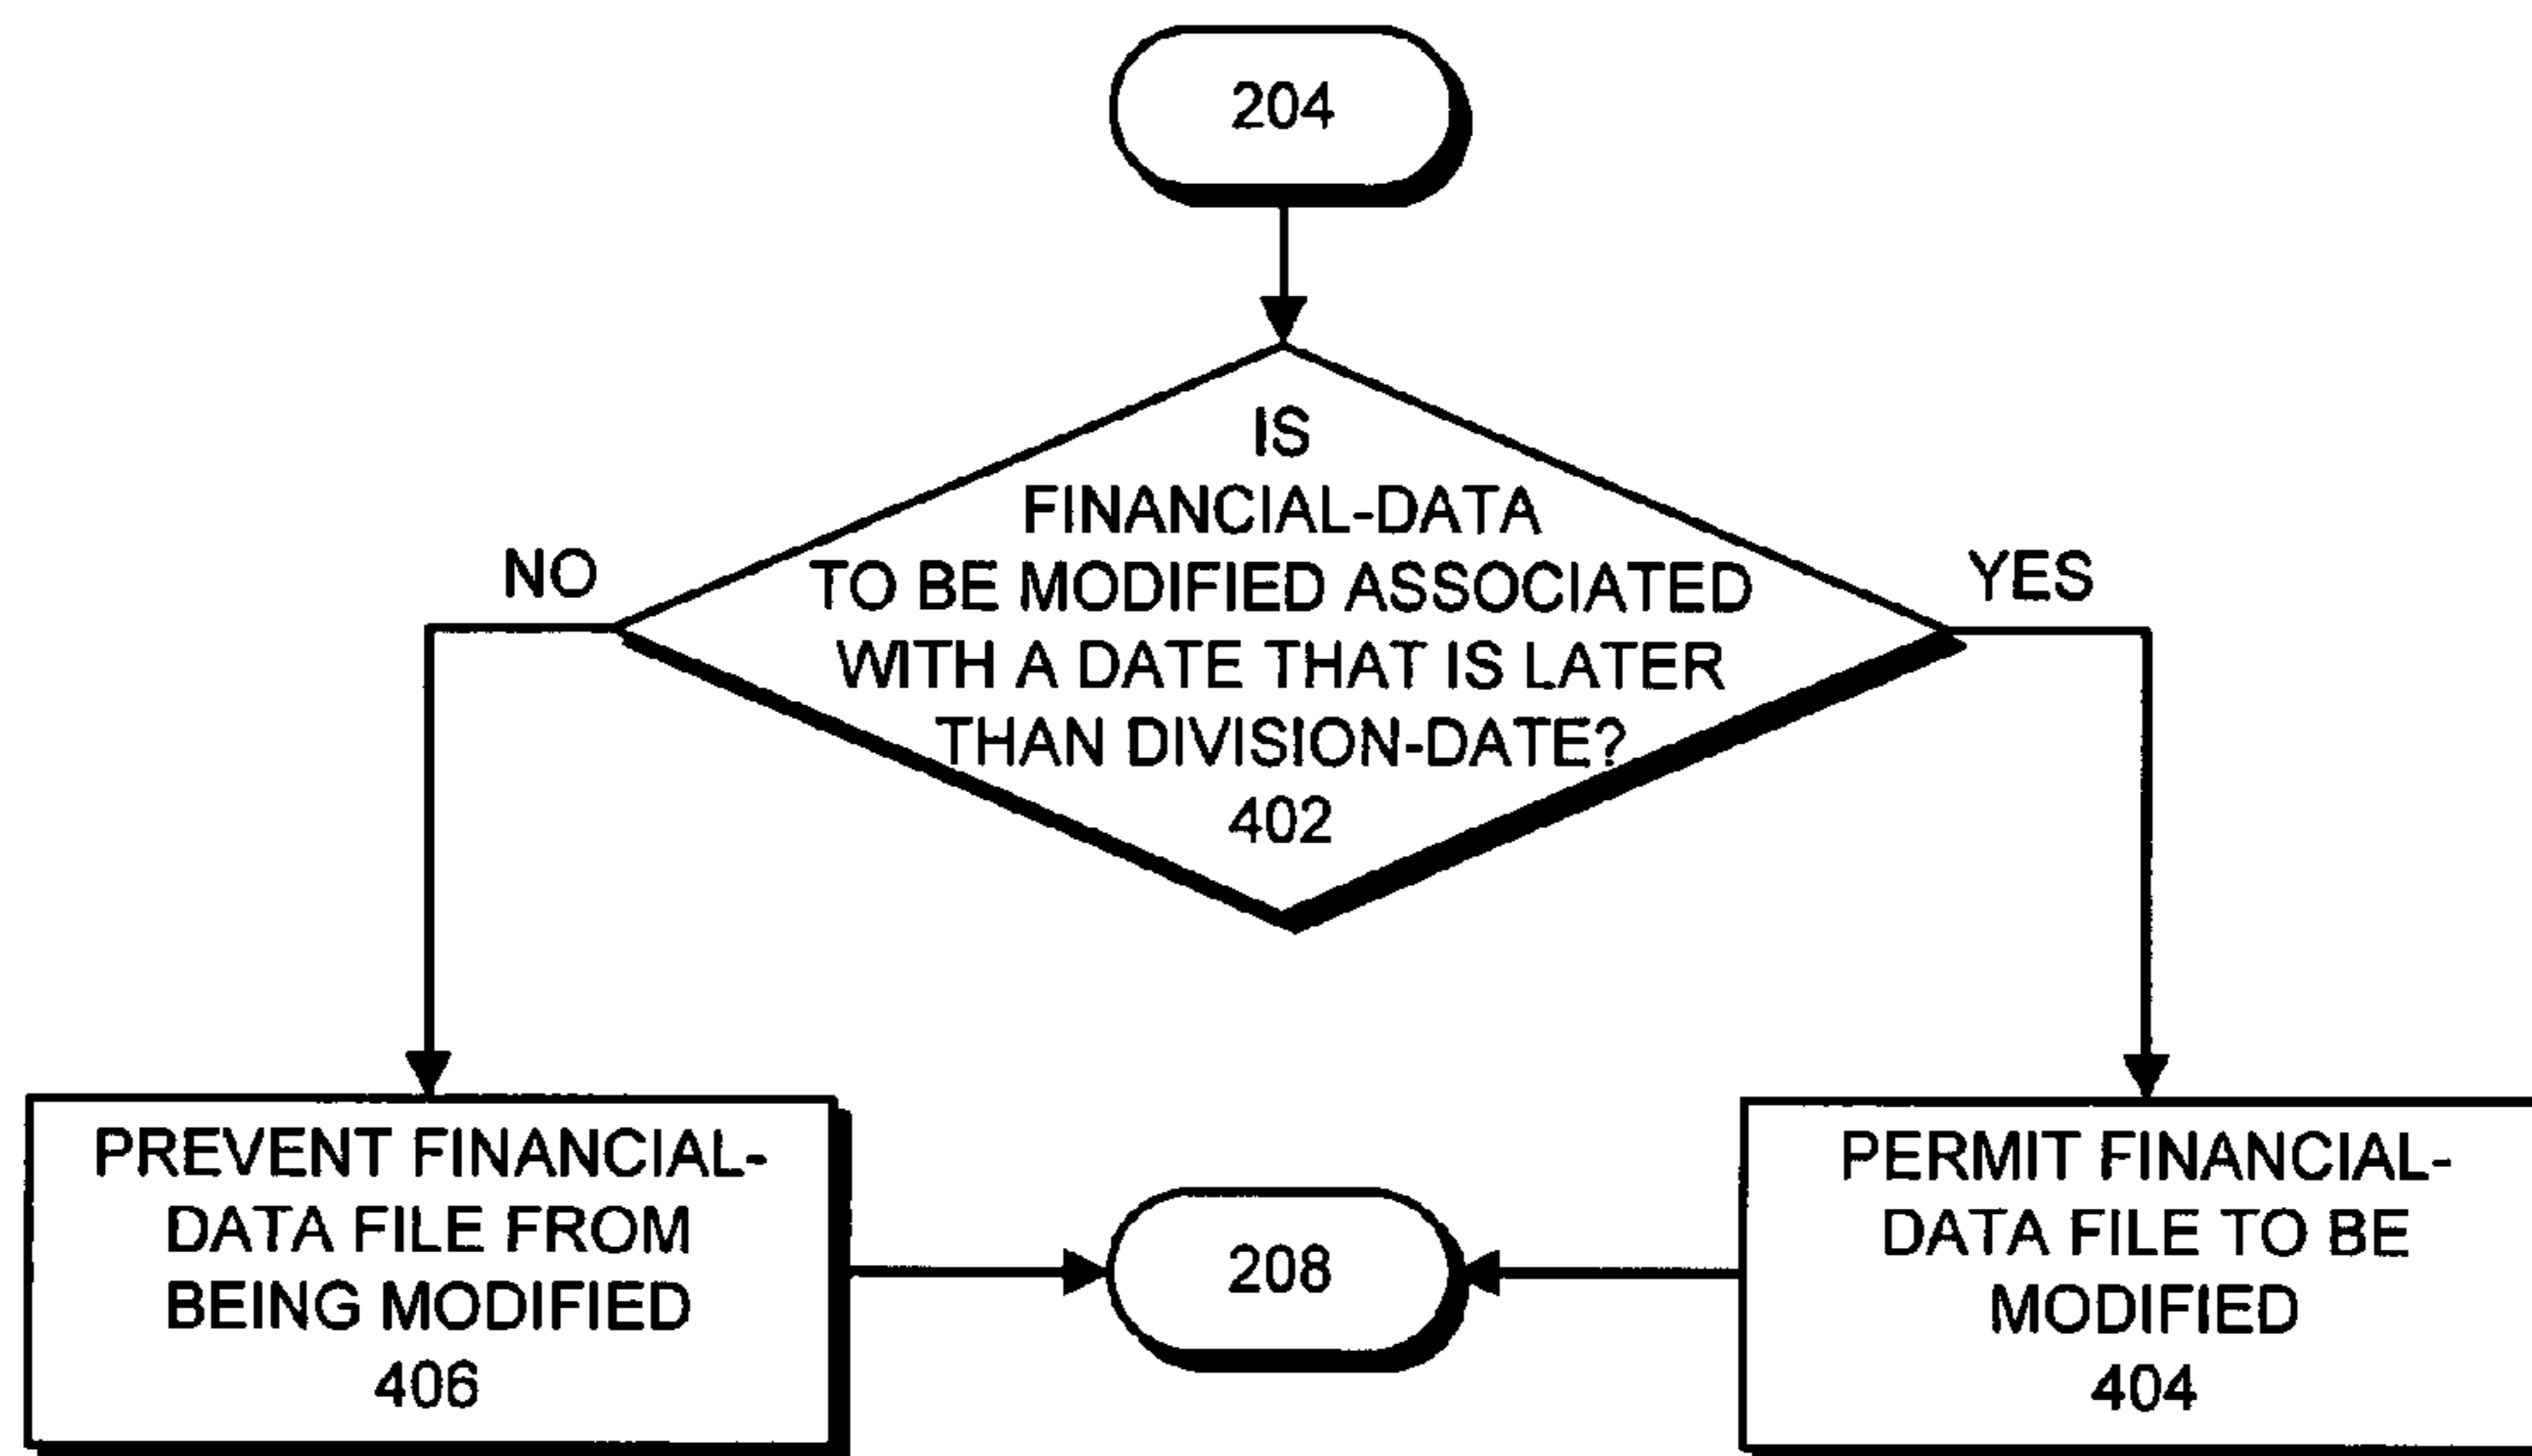 204
IS
FINANCIAL-DATA
TO BE MODIFIED ASSOCIATED
WITH A DATE THAT IS LATER
THAN DIVISION-DATE?
402
NO
YES
PREVENT FINANCIAL-
DATA FILE FROM
BEING MODIFIED
406
208
PERMIT FINANCIAL-
DATA FILE TO BE
MODIFIED
404